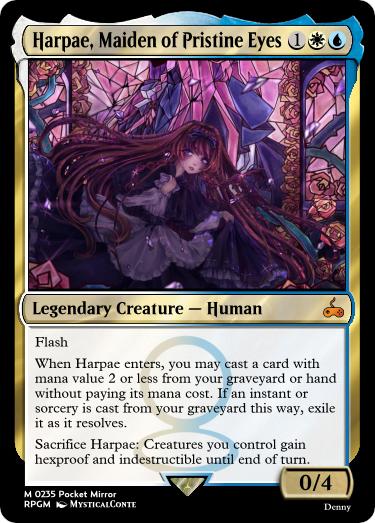 Harpae, Maiden of Pristine Eyes 1
Legendary Creature — Human
Flash
When Harpae enters, you may cast a card with
mana value 2 or less from your graveyard or hand
without paying its mana cost. If an instant or
sorcery is cast from your graveyard this way, exile
it as it resolves.
Sacrifice Harpae: Creatures you control gain
hexproof and indestructible until end of turn.
0/4
M 0235 Pocket Mirror
RPGM MysticalConte
Denny